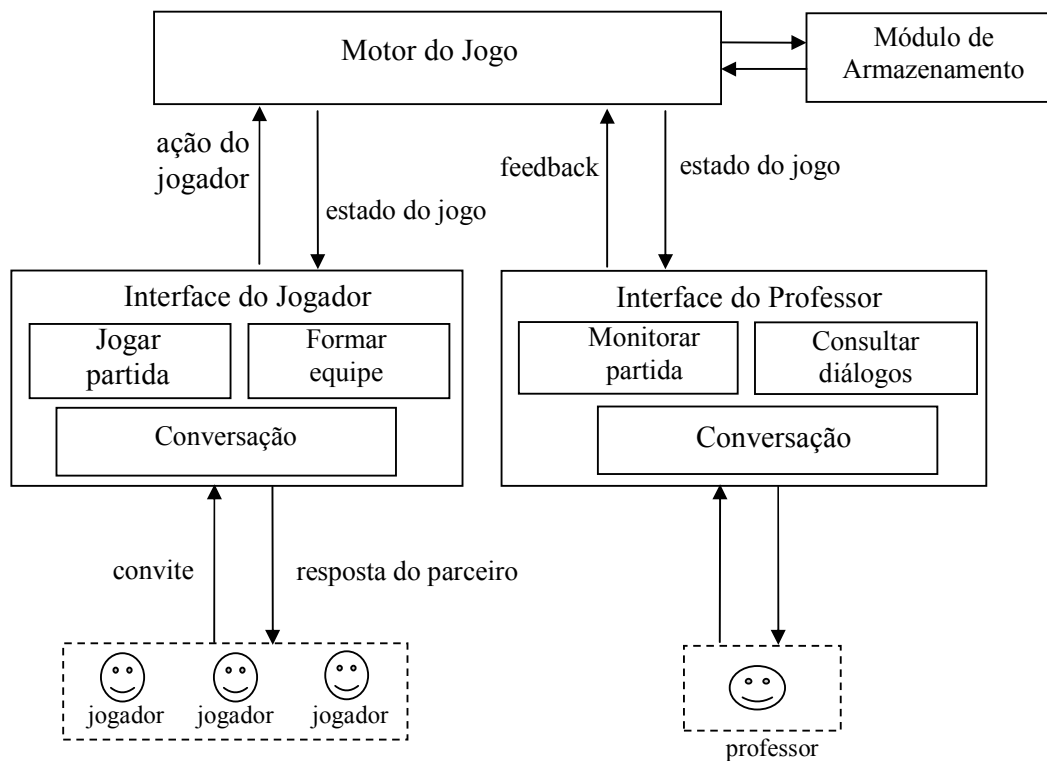 Motor do Jogo
Módulo de
Armazenamento
ação do
jogador
estado do jogo
feedback
estado do jogo
Interface do Jogador
Jogar
partida
Formar
equipe
Conversação
Interface do Professor
Monitorar
partida
Consultar
diálogos
Conversação
convite
resposta do parceiro
jogador
jogador
jogador
professor